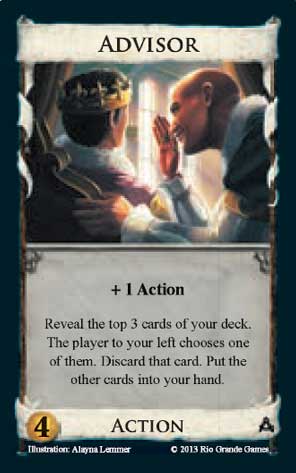 ADVISOR
+ 1 Action
Reveal the top 3 cards of your deck.
The player to your left chooses one
of them. Discard that card. Put the
other cards into your hand.
4
ACTION
Illustration: Alayna Lemmer
© 2013 Rio Grande Games